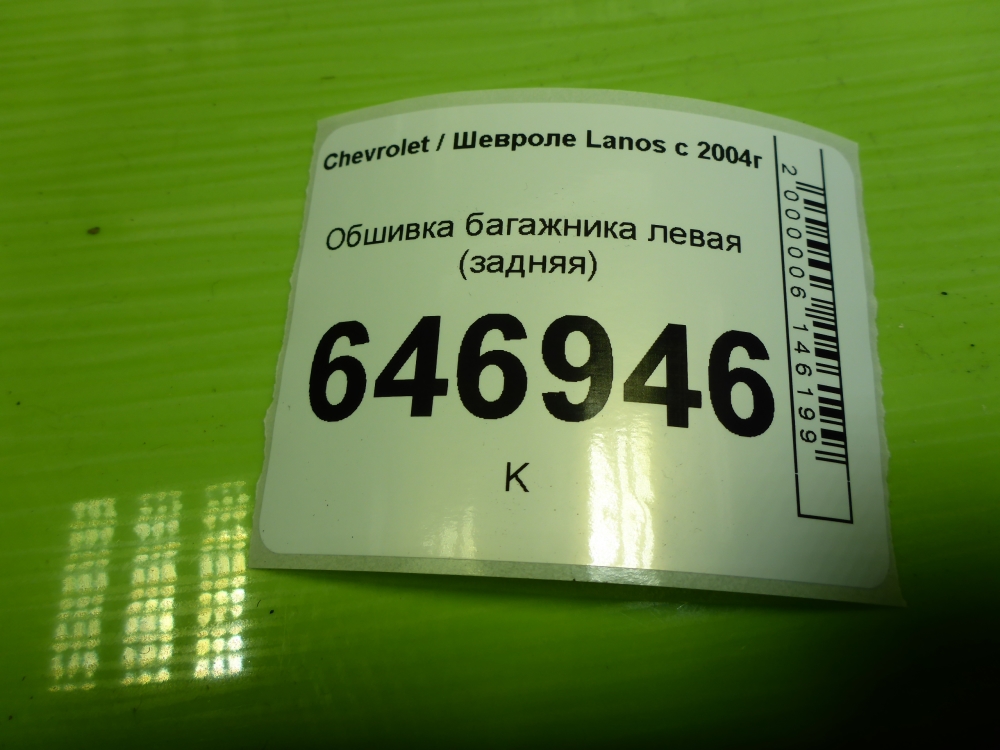 Chevrolet / Шевроле Lanos с 2004г
Обшивка багажника левая
(задняя)
646946
К
2000006146199